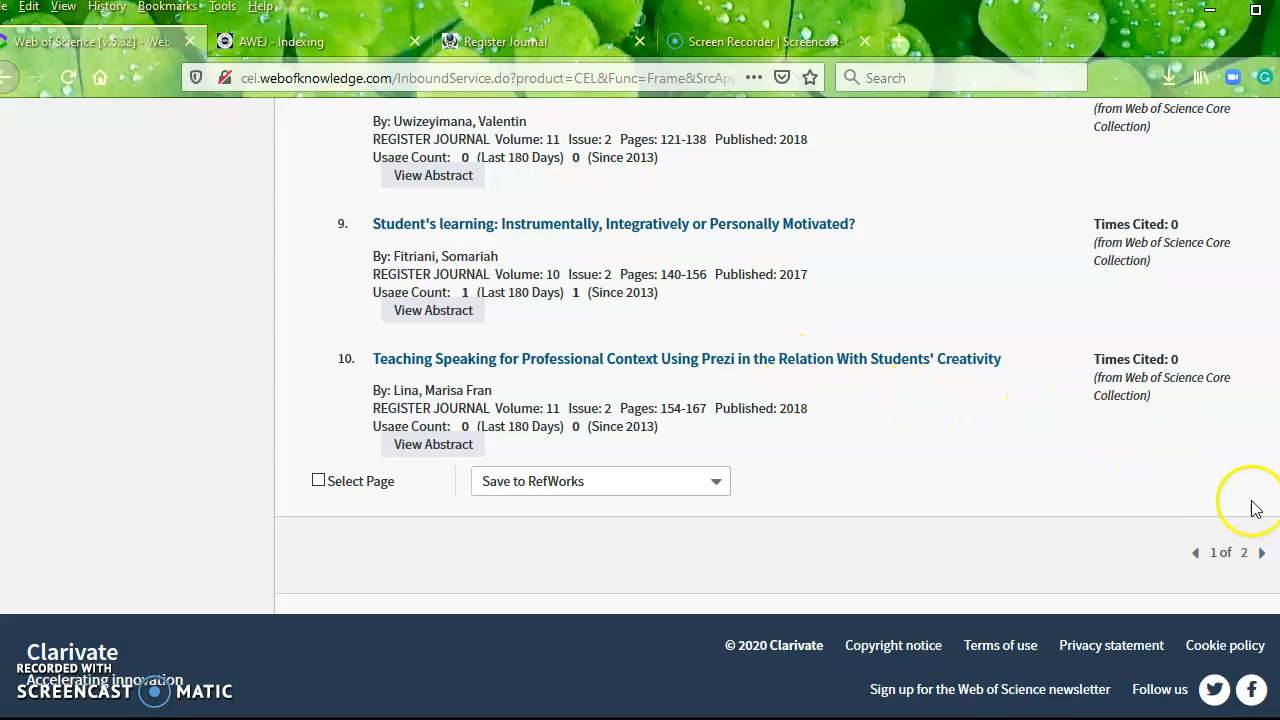 Edit View History Bookmarks Tools Help
Web of Science [v.5.32] - Web
AWEJ - Indexing
Register Journal
Screen Recorder | Screencast-
cel.webofknowledge.com/InboundService.do?product=CEL&Func=Frame&SrcApp
Search
(from Web of Science Core
Collection)
By: Uwizeyimana, Valentin
REGISTER JOURNAL Volume: 11 Issue: 2 Pages: 121-138 Published: 2018
Usage Count: 0 (Last 180 Days) 0 (Since 2013)
View Abstract
9. Student's learning: Instrumentally, Integratively or Personally Motivated?
Times Cited: 0
(from Web of Science Core
Collection)
By: Fitriani, Somariah
REGISTER JOURNAL Volume: 10 Issue: 2 Pages: 140-156 Published: 2017
Usage Count: 1 (Last 180 Days) 1 (Since 2013)
View Abstract
10. Teaching Speaking for Professional Context Using Prezi in the Relation With Students' Creativity
Times Cited: 0
(from Web of Science Core
Collection)
By: Lina, Marisa Fran
REGISTER JOURNAL Volume: 11 Issue: 2 Pages: 154-167 Published: 2018
Usage Count: 0 (Last 180 Days) 0 (Since 2013)
View Abstract
Select Page
Save to RefWorks
1 of 2
Clarivate
Accelerating innovation
© 2020 Clarivate Copyright notice Terms of use Privacy statement Cookie policy
Sign up for the Web of Science newsletter Follow us
RECORDED WITH
SCREENCAST MATIC